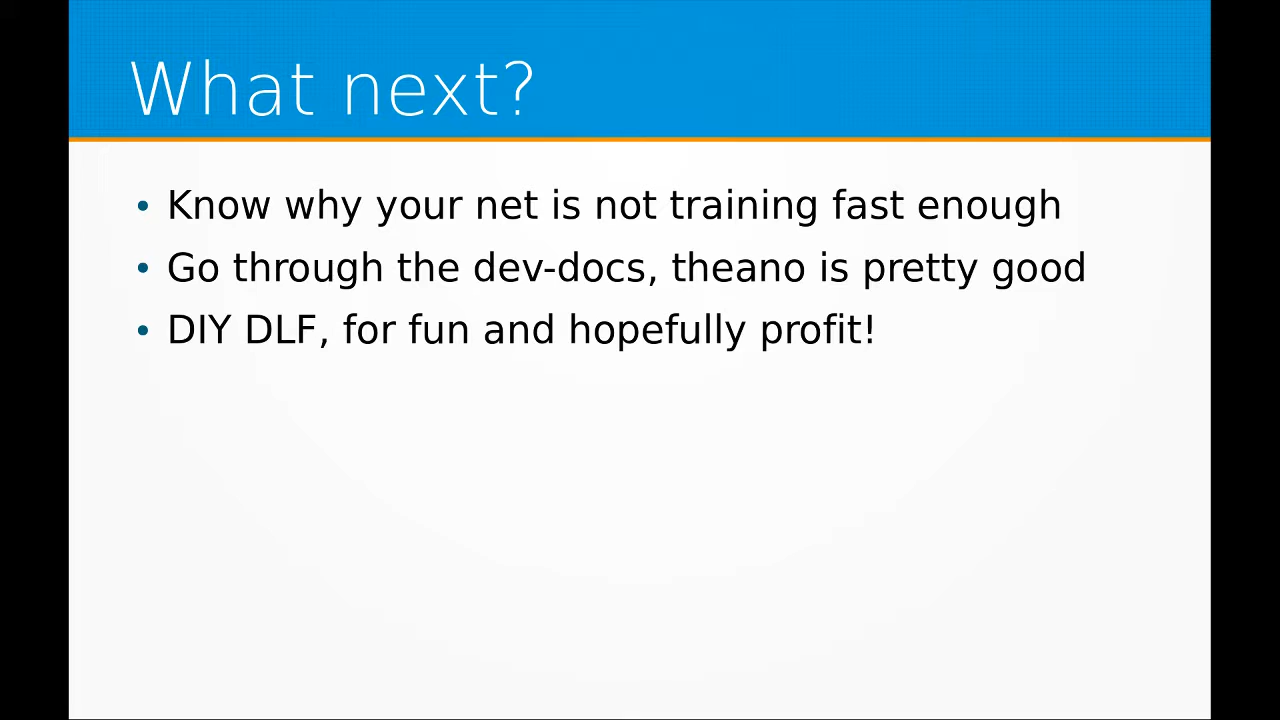 What next?
• Know why your net is not training fast enough
• Go through the dev-docs, theano is pretty good
• DIY DLF, for fun and hopefully profit!